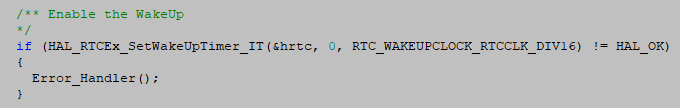 /** Enable the WakeUp
*/
if (HAL_RTCEx_SetWakeUpTimer_IT(&hrtc, 0, RTC_WAKEUPCLOCK_RTCCLK_DIV16) != HAL_OK)
{
Error_Handler();
}